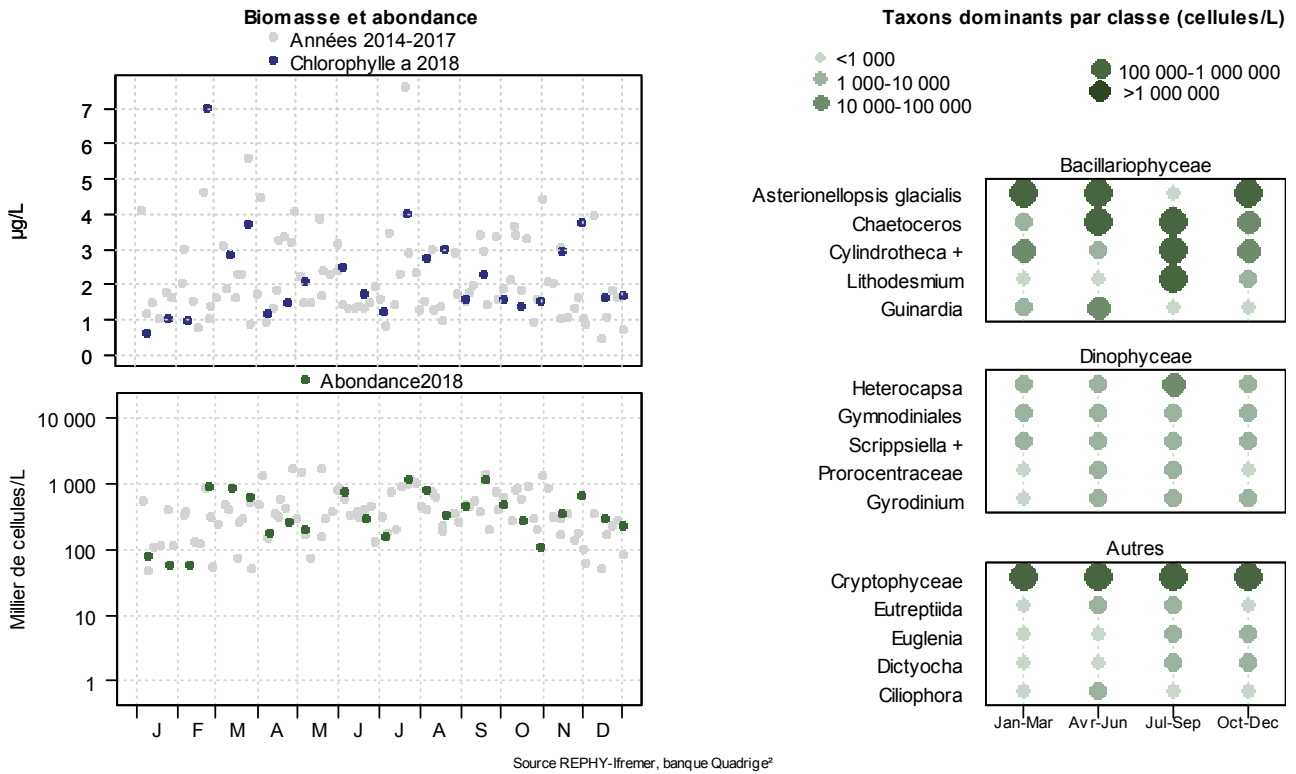 Biomasse et abondance
Années 2014-2017
Chlorophylle a 2018
µg/L
7
6
5
4
3
2
1
0
Abondance2018
Millier de cellules/L
10 000
1 000
100
10
1
J F M A M J J A S O N D
Taxons dominants par classe (cellules/L)
<1 000
1 000-10 000
10 000-100 000
100 000-1 000 000
>1 000 000
Bacillariophyceae
Asterionellopsis glacialis
Chaetoceros
Cylindrotheca +
Lithodesmium
Guinardia
Dinophyceae
Heterocapsa
Gymnodiniales
Scrippsiella +
Prorocentraceae
Gyrodinium
Autres
Cryptophyceae
Eutreptiida
Euglenia
Dictyocha
Ciliophora
Jan-Mar Avr-Jun Jul-Sep Oct-Dec
Source REPHY-Ifremer, banque Quadrige²